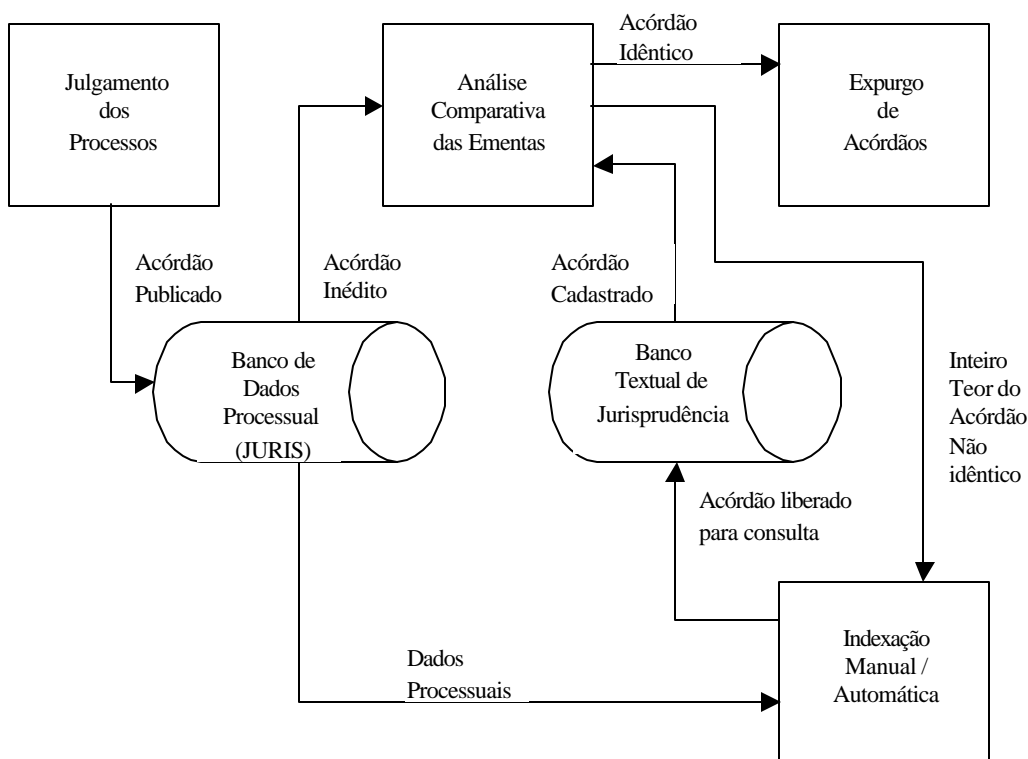 Julgamento
dos
Processos
Análise
Comparativa
das Ementas
Acórdão
Idêntico
Expurgo
de
Acórdãos
Acórdão
Publicado
Acórdão
Inédito
Acórdão
Cadastrado
Banco de
Dados
Processual
(JURIS)
Banco
Textual de
Jurisprudência
Inteiro
Teor do
Acórdão
Não
idêntico
Acórdão liberado
para consulta
Dados
Processuais
Indexação
Manual /
Automática